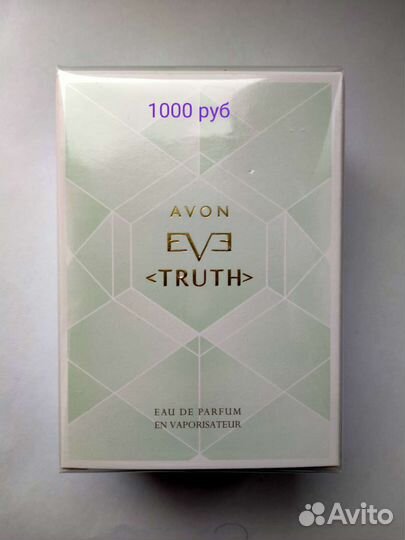 1000 руб
AVON
EVE
<TRUTH>
EAU DE PARFUM
EN VAPORISATEUR
Avito